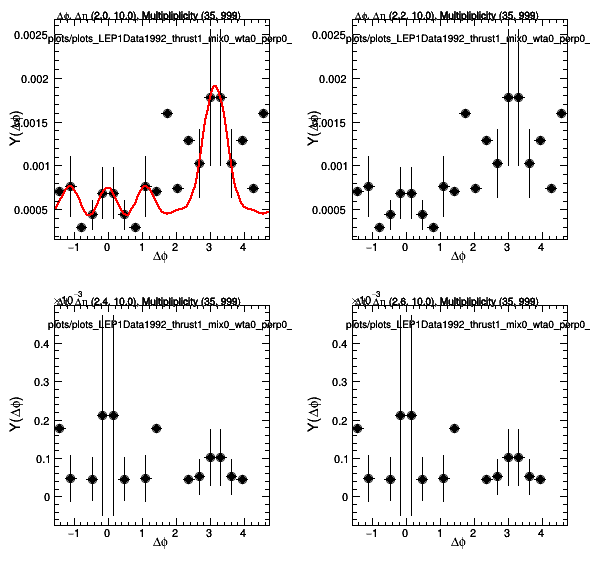 Δφ, Δη (2.0, 10.0), Multiplicity (35, 999)
plots/plots_LEP1Data1992_thrust1_mix0_wta0_perp0_
Y(Δφ)
0.0025
0.002
0.0015
0.001
0.0005
−1 0 1 2 3 4
Δφ
Δφ, Δη (2.2, 10.0), Multiplicity (35, 999)
plots/plots_LEP1Data1992_thrust1_mix0_wta0_perp0_
Y(Δφ)
0.0025
0.002
0.0015
0.001
0.0005
−1 0 1 2 3 4
Δφ
×10⁻³
Δφ, Δη (2.4, 10.0), Multiplicity (35, 999)
plots/plots_LEP1Data1992_thrust1_mix0_wta0_perp0_
Y(Δφ)
0.4
0.3
0.2
0.1
0
−1 0 1 2 3 4
Δφ
×10⁻³
Δφ, Δη (2.6, 10.0), Multiplicity (35, 999)
plots/plots_LEP1Data1992_thrust1_mix0_wta0_perp0_
Y(Δφ)
0.4
0.3
0.2
0.1
0
−1 0 1 2 3 4
Δφ